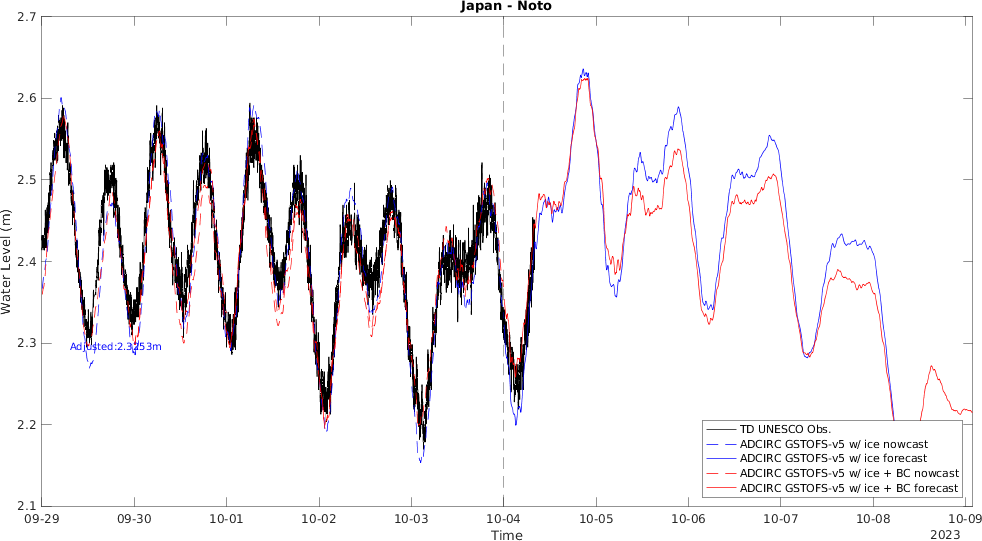 Japan - Noto
Water Level (m)
2.7
2.6
2.5
2.4
2.3
2.2
2.1
Adjusted:2.3253m
TD UNESCO Obs.
ADCIRC GSTOFS-v5 w/ ice nowcast
ADCIRC GSTOFS-v5 w/ ice forecast
ADCIRC GSTOFS-v5 w/ ice + BC nowcast
ADCIRC GSTOFS-v5 w/ ice + BC forecast
09-29 09-30 10-01 10-02 10-03 10-04 10-05 10-06 10-07 10-08 10-09
Time
2023